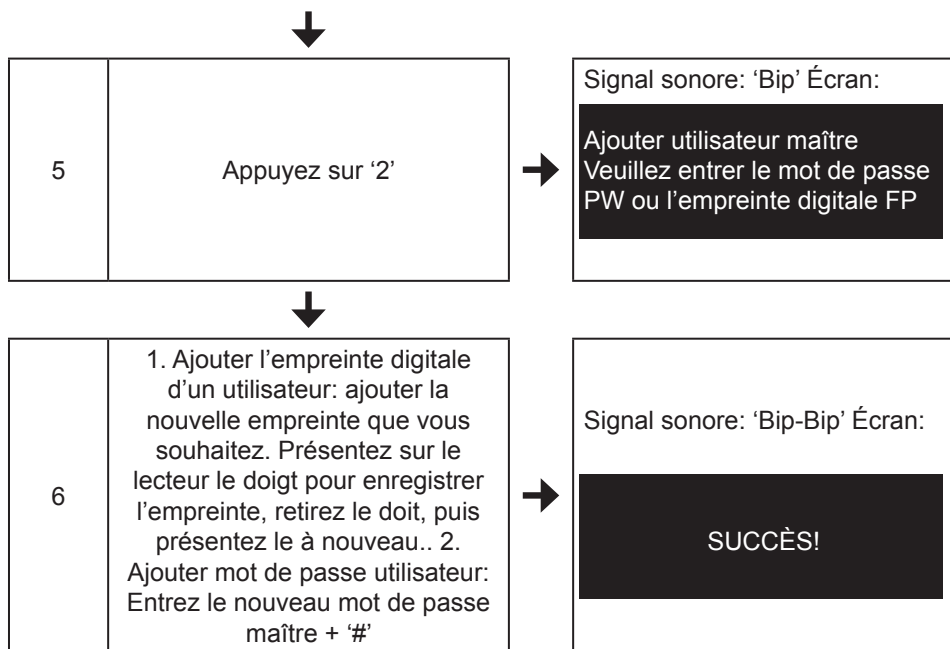 5
Appuyez sur ‘2’
Signal sonore: ‘Bip’ Écran:
Ajouter utilisateur maître
Veuillez entrer le mot de passe
PW ou l’empreinte digitale FP
6
1. Ajouter l’empreinte digitale
d’un utilisateur: ajouter la
nouvelle empreinte que vous
souhaitez. Présentez sur le
lecteur le doigt pour enregistrer
l’empreinte, retirez le doit, puis
présentez le à nouveau.. 2.
Ajouter mot de passe utilisateur:
Entrez le nouveau mot de passe
maître + ‘#’
Signal sonore: ‘Bip-Bip’ Écran:
SUCCÈS!